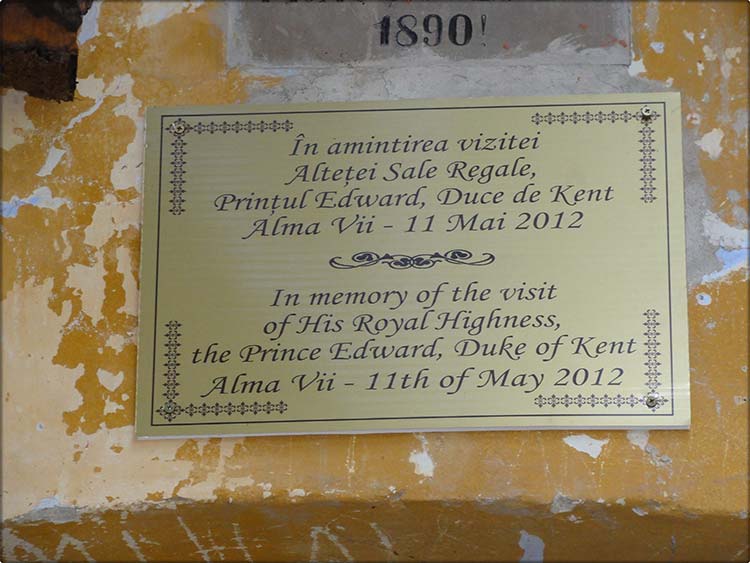 1890!
În amintirea vizitei
Alteței Sale Regale,
Prințul Edward, Duce de Kent
Alma Vii - 11 Mai 2012
In memory of the visit
of His Royal Highness,
the Prince Edward, Duke of Kent
Alma Vii - 11th of May 2012